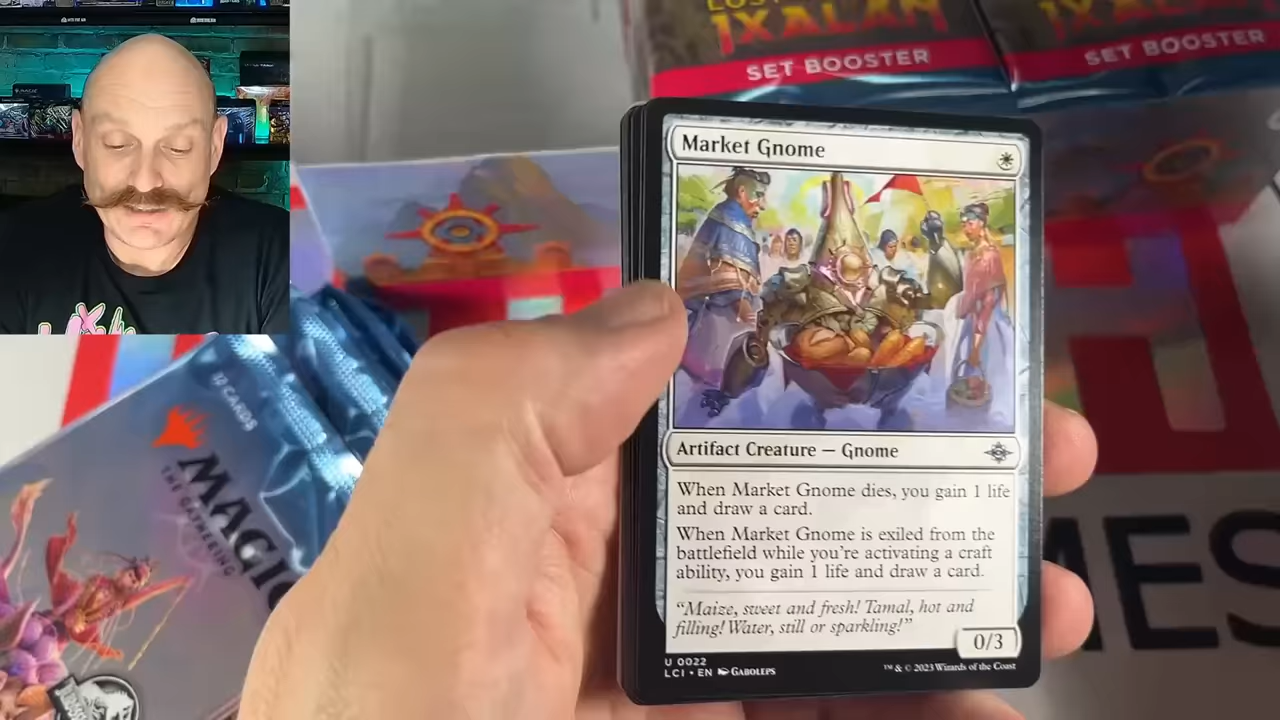 IXALAN
SET BOOSTER
IXALAN
SET BOOSTER
Market Gnome
Artifact Creature — Gnome
When Market Gnome dies, you gain 1 life
and draw a card.
When Market Gnome is exiled from the
battlefield while you're activating a craft
ability, you gain 1 life and draw a card.
"Maize, sweet and fresh! Tamal, hot and
filling! Water, still or sparkling!"
0/3
U 0022
LCI • EN GABOLEPS
™ & © 2023 Wizards of the Coast
12 CARDS
MAGIC
THE GATHERING
MES